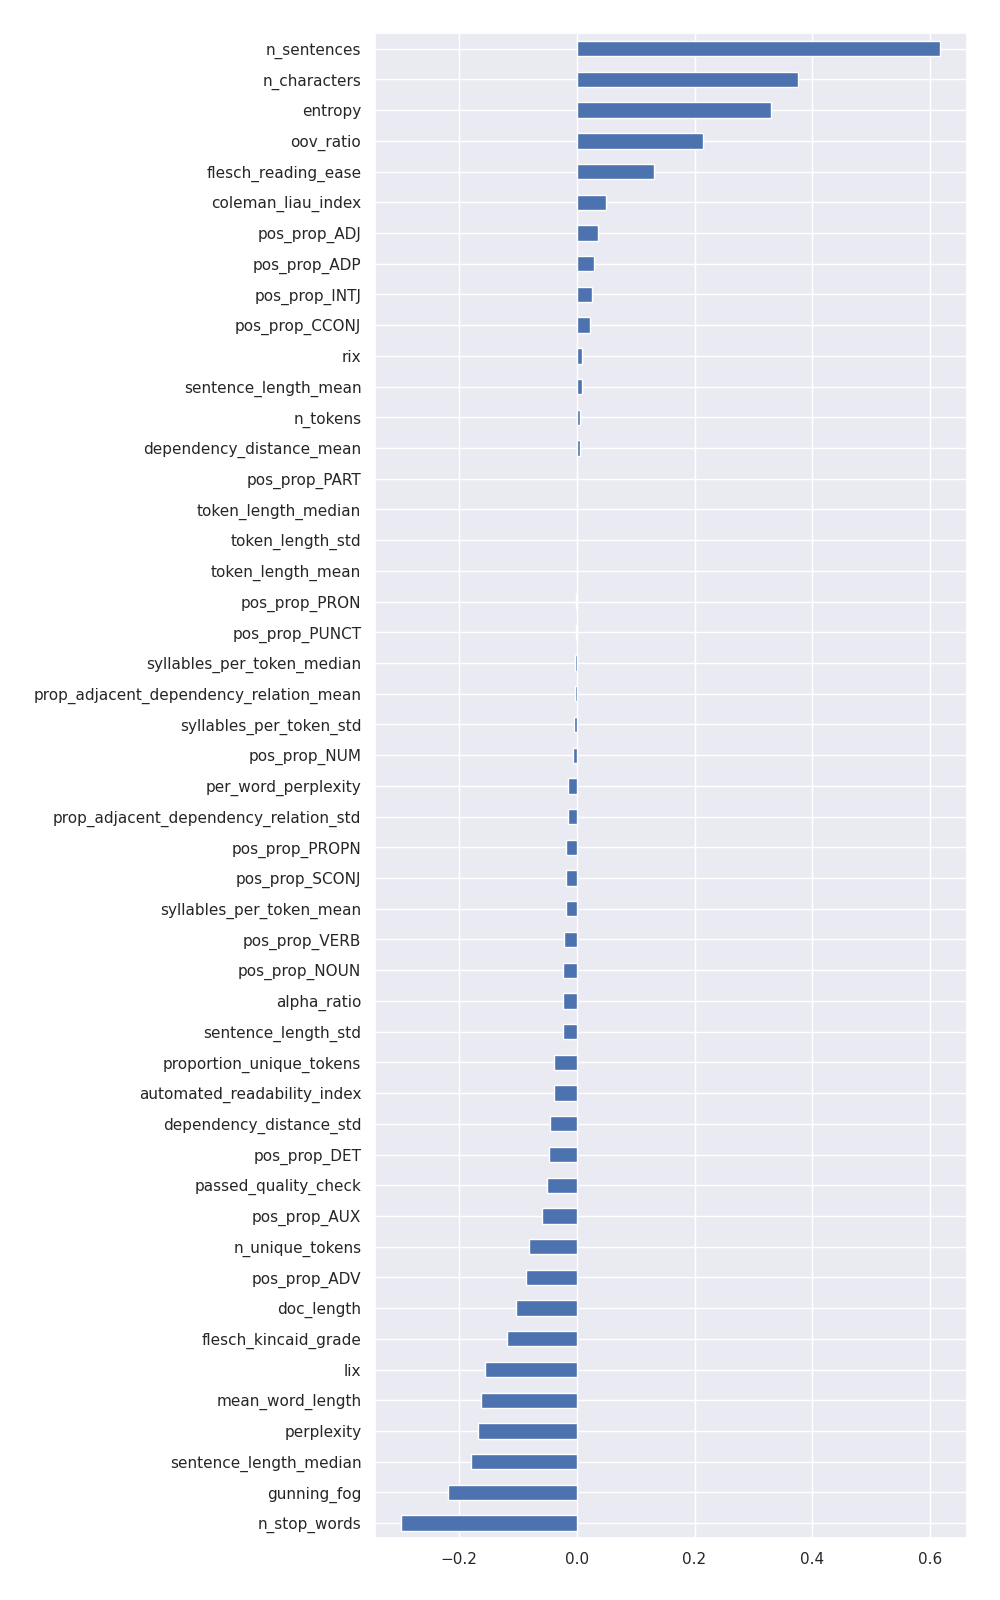 n_sentences
n_characters
entropy
oov_ratio
flesch_reading_ease
coleman_liau_index
pos_prop_ADJ
pos_prop_ADP
pos_prop_INTJ
pos_prop_CCONJ
rix
sentence_length_mean
n_tokens
dependency_distance_mean
pos_prop_PART
token_length_median
token_length_std
token_length_mean
pos_prop_PRON
pos_prop_PUNCT
syllables_per_token_median
prop_adjacent_dependency_relation_mean
syllables_per_token_std
pos_prop_NUM
per_word_perplexity
prop_adjacent_dependency_relation_std
pos_prop_PROPN
pos_prop_SCONJ
syllables_per_token_mean
pos_prop_VERB
pos_prop_NOUN
alpha_ratio
sentence_length_std
proportion_unique_tokens
automated_readability_index
dependency_distance_std
pos_prop_DET
passed_quality_check
pos_prop_AUX
n_unique_tokens
pos_prop_ADV
doc_length
flesch_kincaid_grade
lix
mean_word_length
perplexity
sentence_length_median
gunning_fog
n_stop_words
−0.2 0.0 0.2 0.4 0.6